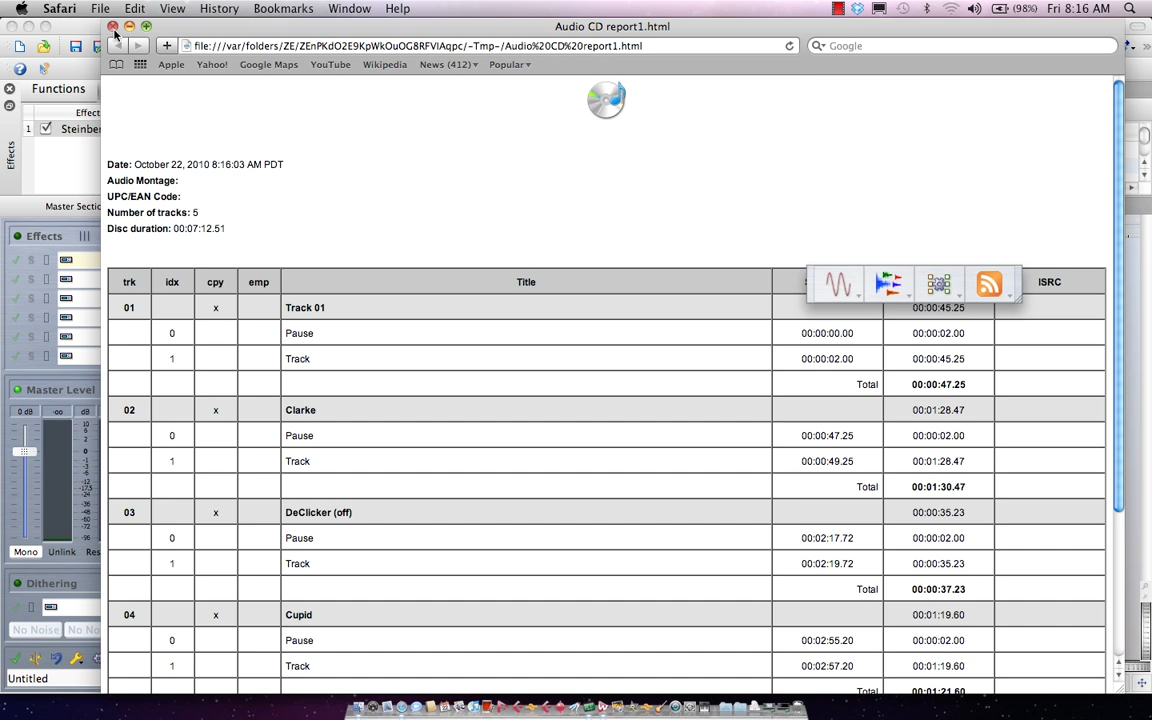 Safari File Edit View History Bookmarks Window Help (98%) Fri 8:16 AM
Audio CD report1.html
file:///var/folders/ZE/ZEnPKdO2E9KpWkOuOG8RFVIAqpc/-Tmp-/Audio%20CD%20report1.html Google
Apple Yahoo! Google Maps YouTube Wikipedia News (412) Popular
Functions
Effect
1 Steinber
Effects
Master Sectio
Effects
S
S
S
S
S
S
Master Level
0 dB -oo dB
Mono Unlink Res
Dithering
No Noise No No
Untitled
Date: October 22, 2010 8:16:03 AM PDT
Audio Montage:
UPC/EAN Code:
Number of tracks: 5
Disc duration: 00:07:12.51
trk idx cpy emp Title ISRC
01 x Track 01 00:00:45.25
0 Pause 00:00:00.00 00:00:02.00
1 Track 00:00:02.00 00:00:45.25
Total 00:00:47.25
02 x Clarke 00:01:28.47
0 Pause 00:00:47.25 00:00:02.00
1 Track 00:00:49.25 00:01:28.47
Total 00:01:30.47
03 x DeClicker (off) 00:00:35.23
0 Pause 00:02:17.72 00:00:02.00
1 Track 00:02:19.72 00:00:35.23
Total 00:00:37.23
04 x Cupid 00:01:19.60
0 Pause 00:02:55.20 00:00:02.00
1 Track 00:02:57.20 00:01:19.60
Total 00:01:21.60